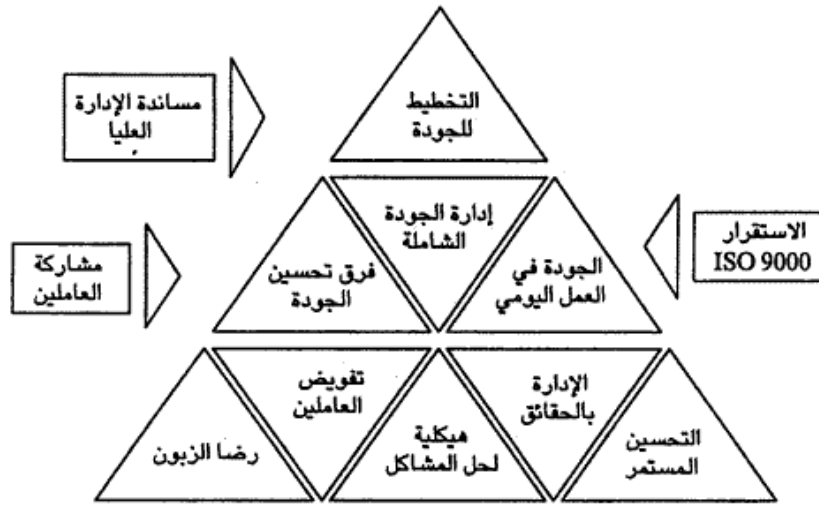 التخطيط
للجودة
مساندة الإدارة
العليا
إدارة الجودة
الشاملة
الاستقرار
ISO 9000
الجودة في
العمل اليومي
فرق تحسين
الجودة
مشاركة
العاملين
تفويض
العاملين
الإدارة
بالحقائق
هيكلية
لحل المشاكل
التحسين
المستمر
رضا الزبون